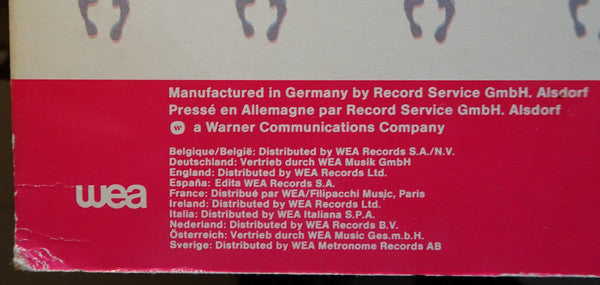 Manufactured in Germany by Record Service GmbH. Alsdorf
Pressé en Allemagne par Record Service GmbH. Alsdorf
w a Warner Communications Company
Belgique/België: Distributed by WEA Records S.A./N.V.
Deutschland: Vertrieb durch WEA Musik GmbH
England: Distributed by WEA Records Ltd.
España: Edita WEA Records S.A.
France: Distribué par WEA/Filipacchi Music, Paris
Ireland: Distributed by WEA Records Ltd.
Italia: Distributed by WEA Italiana S.P.A.
Nederland: Distributed by WEA Records B.V.
Österreich: Vertrieb durch WEA Music Ges.m.b.H.
Sverige: Distributed by WEA Metronome Records AB
wea